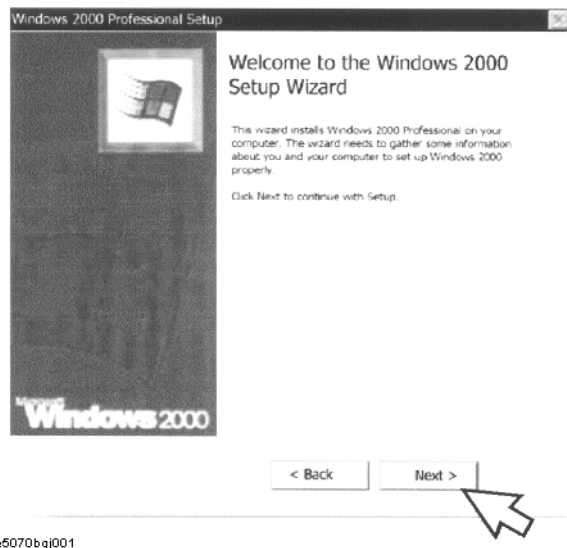 Windows 2000 Professional Setup
Welcome to the Windows 2000
Setup Wizard
This wizard installs Windows 2000 Professional on your
computer. The wizard needs to gather some information
about you and your computer to set up Windows 2000
properly.
Click Next to continue with Setup.
Microsoft
Windows 2000
< Back
Next >
e5070bqj001